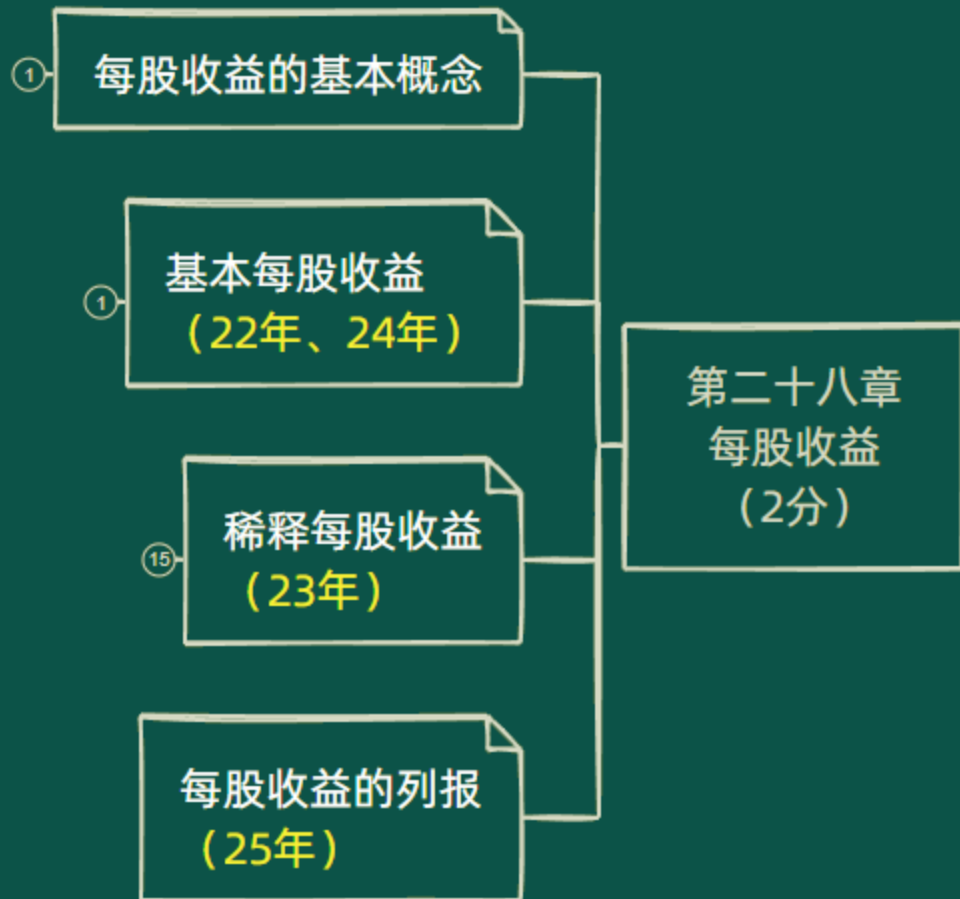 1
每股收益的基本概念
1
基本每股收益
（22年、24年）
第二十八章
每股收益
（2分）
15
稀释每股收益
（23年）
每股收益的列报
（25年）